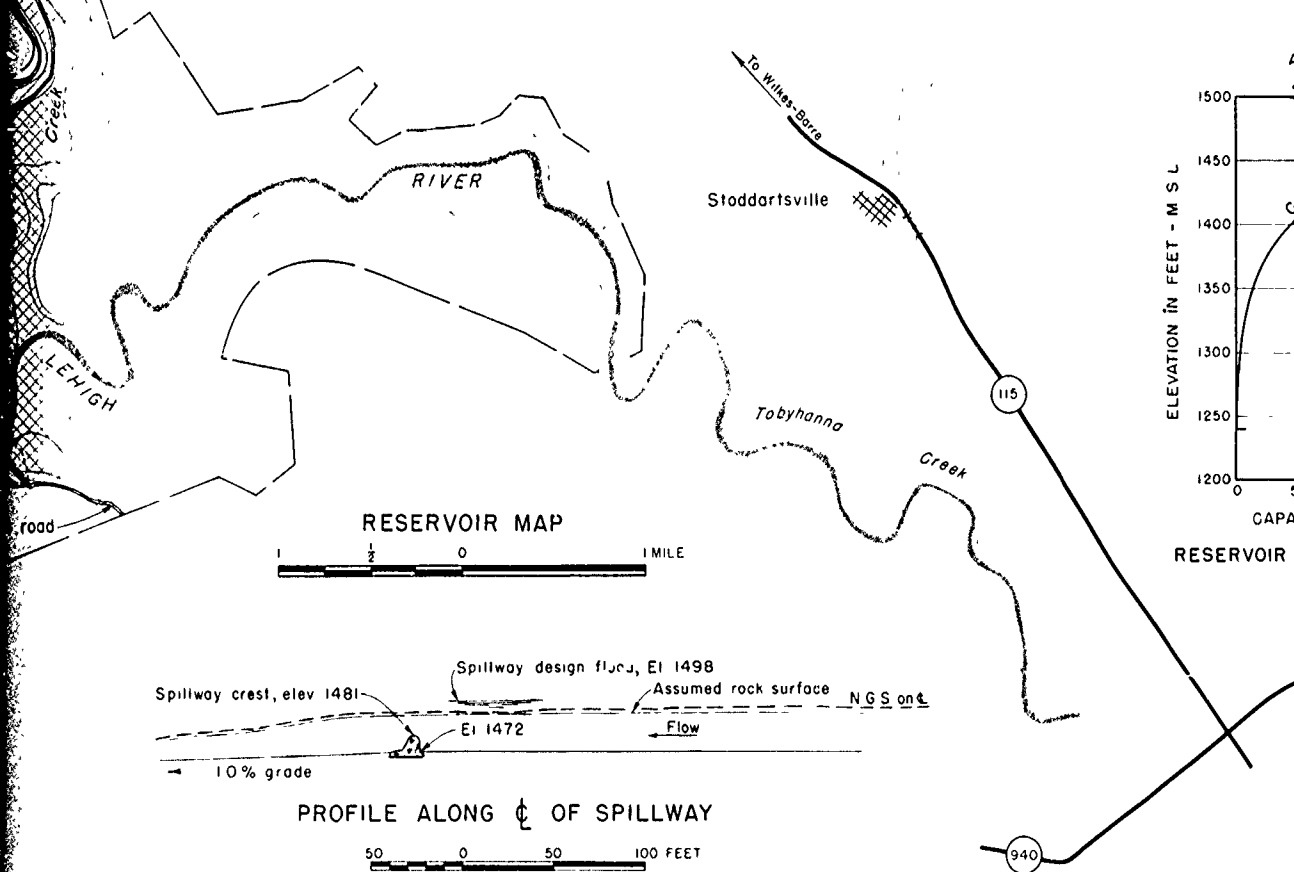 Creek
RIVER
LEHIGH
road
To Wilkes-Barre
Stoddartsville
115
Tobyhanna
Creek
940
RESERVOIR MAP
1 ½ 0 1 MILE
Spillway design flood, El 1498
Spillway crest, elev 1481
Assumed rock surface
NGS on ℄
El 1472
Flow
10% grade
PROFILE ALONG ℄ OF SPILLWAY
50 0 50 100 FEET
ELEVATION IN FEET - M S L
1500
1450
1400
1350
1300
1250
1200
0
RESERVOIR